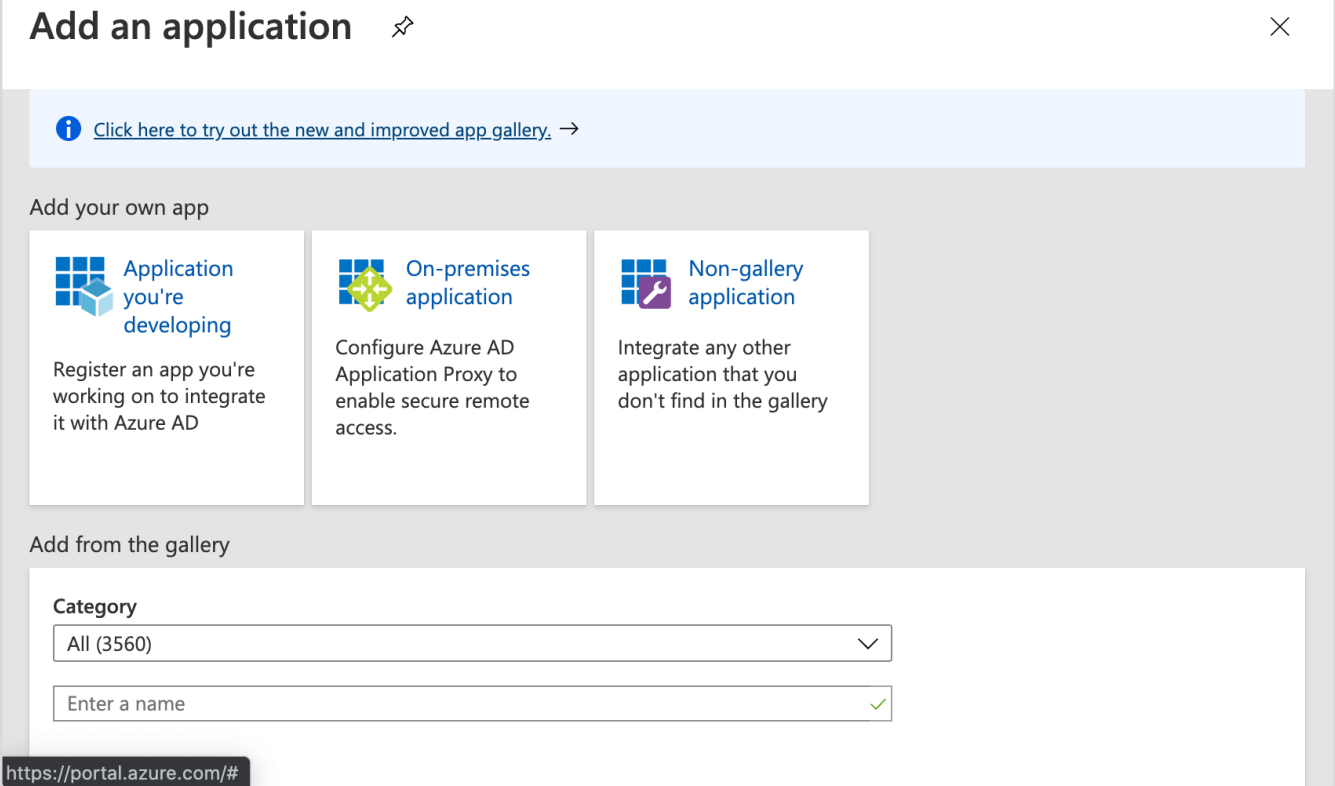 Add an application
Click here to try out the new and improved app gallery. →
Add your own app
Application
you're
developing
Register an app you're
working on to integrate
it with Azure AD
On-premises
application
Configure Azure AD
Application Proxy to
enable secure remote
access.
Non-gallery
application
Integrate any other
application that you
don't find in the gallery
Add from the gallery
Category
All (3560)
Enter a name
https://portal.azure.com/#